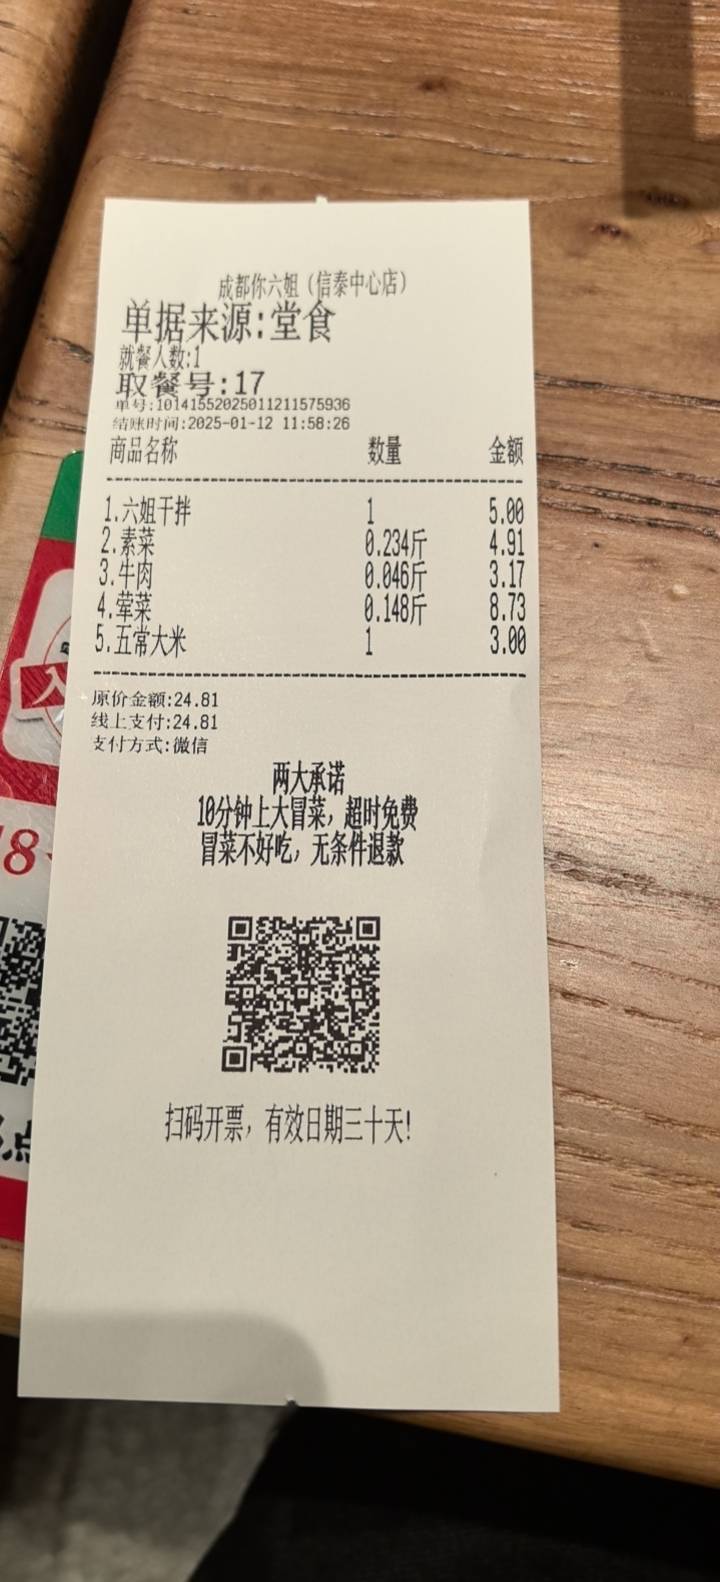 成都你六姐（信泰中心店）
单据来源:堂食
就餐人数:1
取餐号:17
单号:10141552025011211575936
结账时间:2025-01-12 11:58:26
商品名称 数量 金额
1.六姐干拌 1 5.00
2.素菜 0.234斤 4.91
3.牛肉 0.046斤 3.17
4.荤菜 0.148斤 8.73
5.五常大米 1 3.00
原价金额:24.81
线上支付:24.81
支付方式:微信
两大承诺
10分钟上大冒菜，超时免费
冒菜不好吃，无条件退款
扫码开票，有效日期三十天!
入
8
点